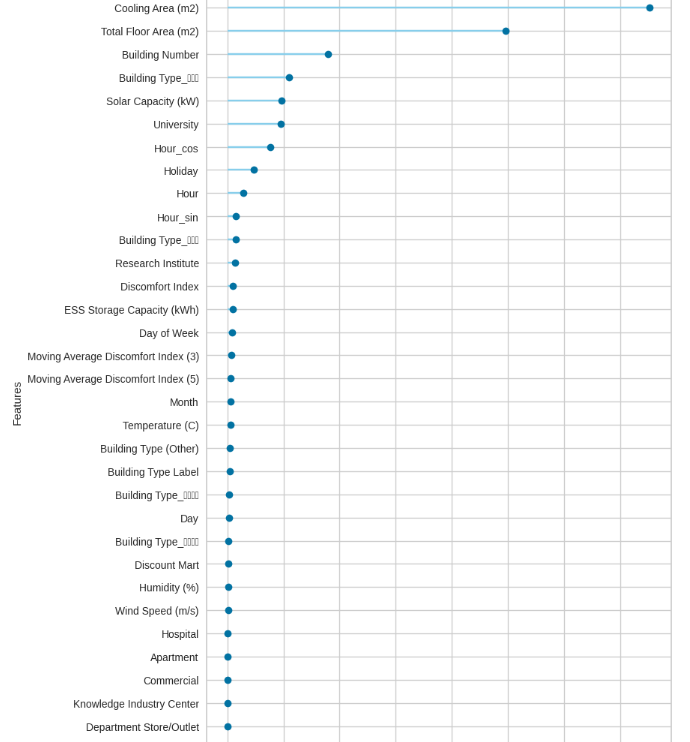 Cooling Area (m2)
Total Floor Area (m2)
Building Number
Building Type_
Solar Capacity (kW)
University
Hour_cos
Holiday
Hour
Hour_sin
Building Type_
Research Institute
Discomfort Index
ESS Storage Capacity (kWh)
Day of Week
Moving Average Discomfort Index (3)
Moving Average Discomfort Index (5)
Features
Month
Temperature (C)
Building Type (Other)
Building Type Label
Building Type_
Day
Building Type_
Discount Mart
Humidity (%)
Wind Speed (m/s)
Hospital
Apartment
Commercial
Knowledge Industry Center
Department Store/Outlet